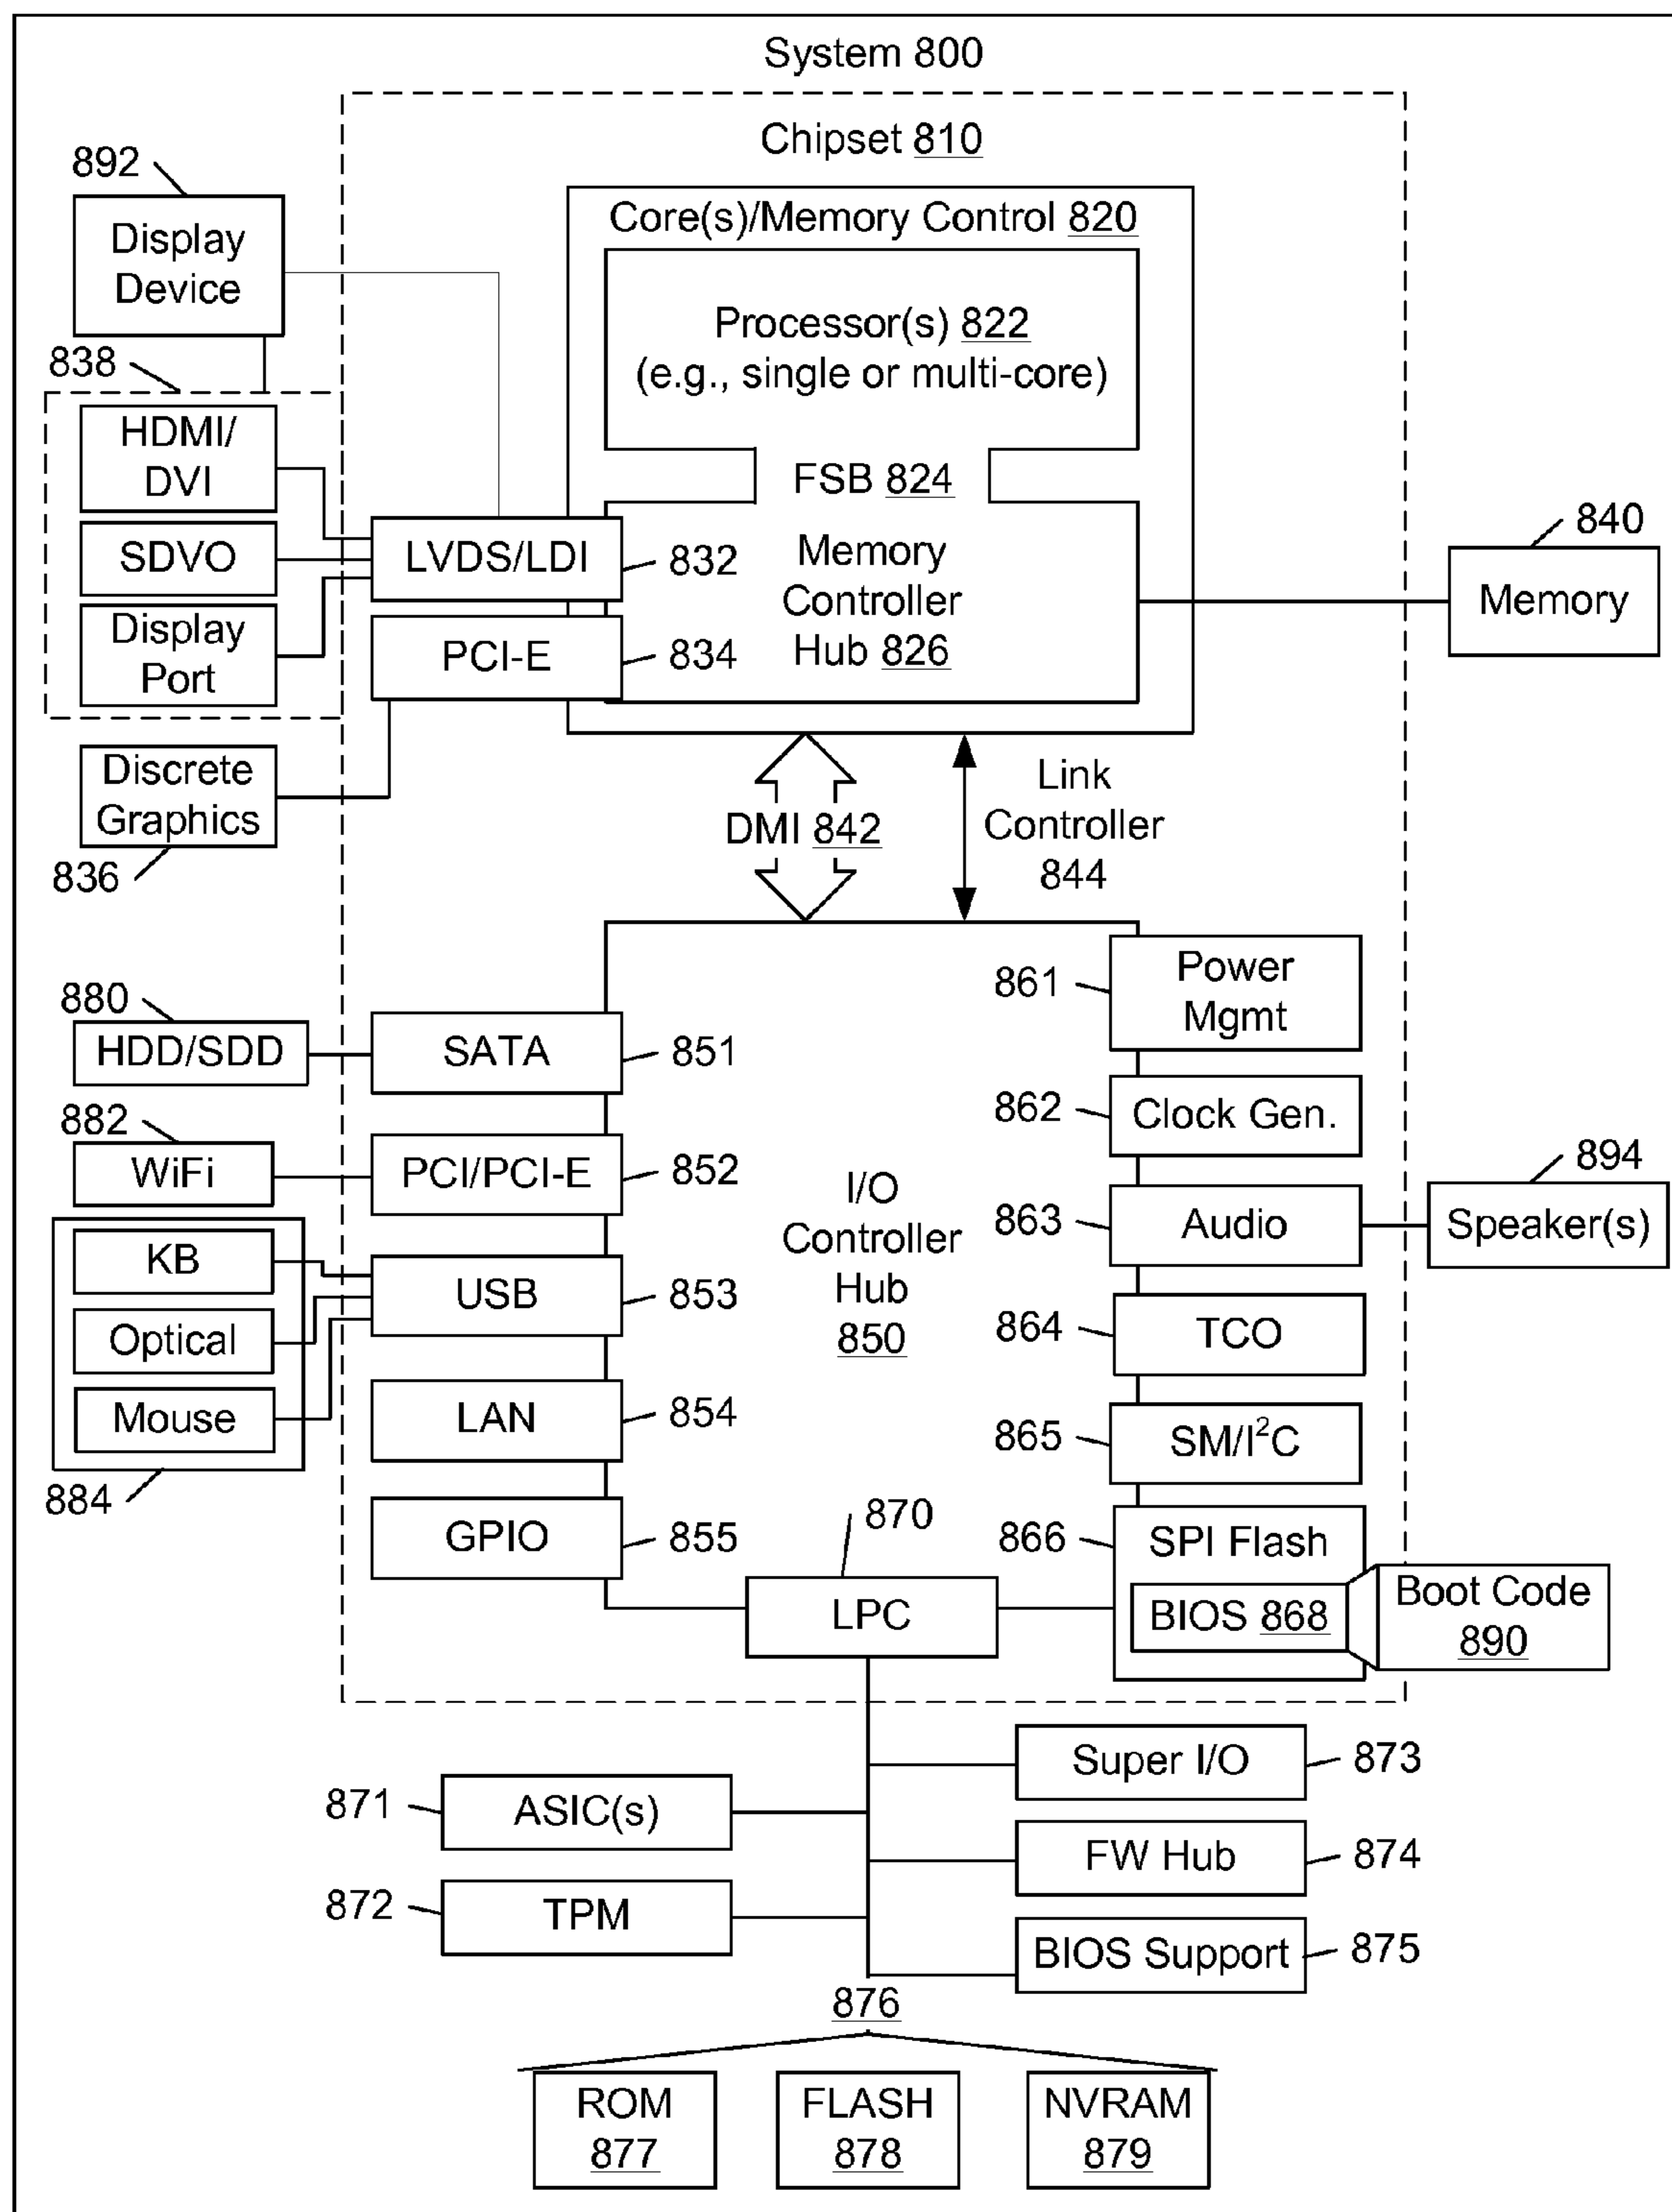 System 800
Chipset 810
892
Display
Device
Core(s)/Memory Control 820
Processor(s) 822
(e.g., single or multi-core)
838
HDMI/
DVI
SDVO
Display
Port
FSB 824
LVDS/LDI
832
PCI-E
834
Memory
Controller
Hub 826
840
Memory
Discrete
Graphics
836
DMI 842
Link
Controller
844
880
HDD/SDD
882
WiFi
KB
Optical
Mouse
884
SATA
851
PCI/PCI-E
852
USB
853
LAN
854
GPIO
855
I/O
Controller
Hub
850
861
Power
Mgmt
862
Clock Gen.
863
Audio
894
Speaker(s)
864
TCO
865
SM/I²C
866
SPI Flash
BIOS 868
Boot Code
890
870
LPC
871
ASIC(s)
872
TPM
Super I/O
873
FW Hub
874
BIOS Support
875
876
ROM
877
FLASH
878
NVRAM
879